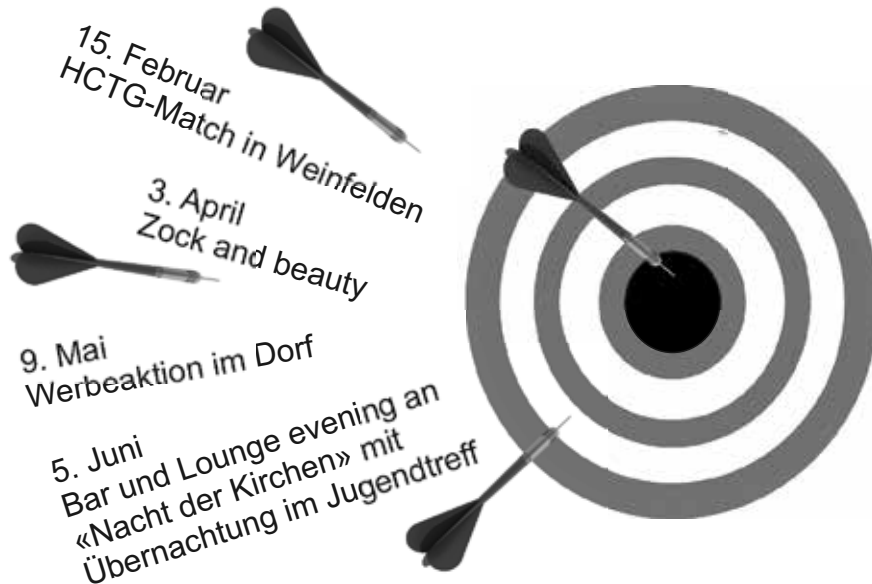 15. Februar
HCTG-Match in Weinfelden
3. April
Zock and beauty
9. Mai
Werbeaktion im Dorf
5. Juni
Bar und Lounge evening an
«Nacht der Kirchen» mit
Übernachtung im Jugendtreff